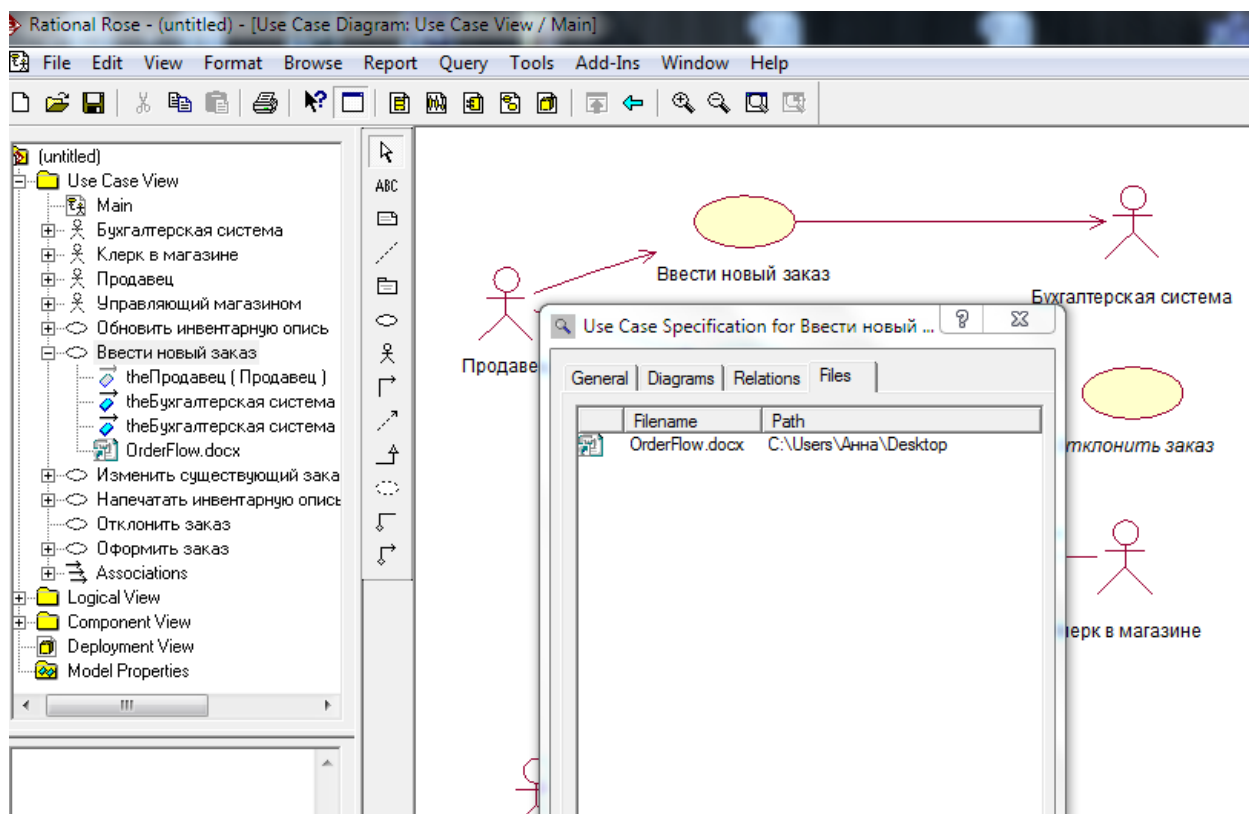 Rational Rose - (untitled) - [Use Case Diagram: Use Case View / Main]
File Edit View Format Browse Report Query Tools Add-Ins Window Help
(untitled)
Use Case View
Main
Бухгалтерская система
Клерк в магазине
Продавец
Управляющий магазином
Обновить инвентарную опись
Ввести новый заказ
theПродавец ( Продавец )
theБухгалтерская система
theБухгалтерская система
OrderFlow.docx
Изменить существующий зака
Напечатать инвентарную опись
Отклонить заказ
Оформить заказ
Associations
Logical View
Component View
Deployment View
Model Properties
ABC
Ввести новый заказ
Бухгалтерская система
Продаве
Use Case Specification for Ввести новый ...
General Diagrams Relations Files
Filename Path
OrderFlow.docx C:\Users\Анна\Desktop
тклонить заказ
лерк в магазине